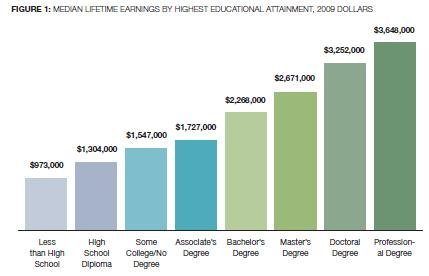 FIGURE 1: MEDIAN LIFETIME EARNINGS BY HIGHEST EDUCATIONAL ATTAINMENT, 2009 DOLLARS
$3,648,000
$3,252,000
$2,671,000
$2,268,000
$1,727,000
$1,547,000
$1,304,000
$973,000
Less
than High
School
High
School
Diploma
Some
College/No
Degree
Associate's
Degree
Bachelor's
Degree
Master's
Degree
Doctoral
Degree
Profession-
al Degree